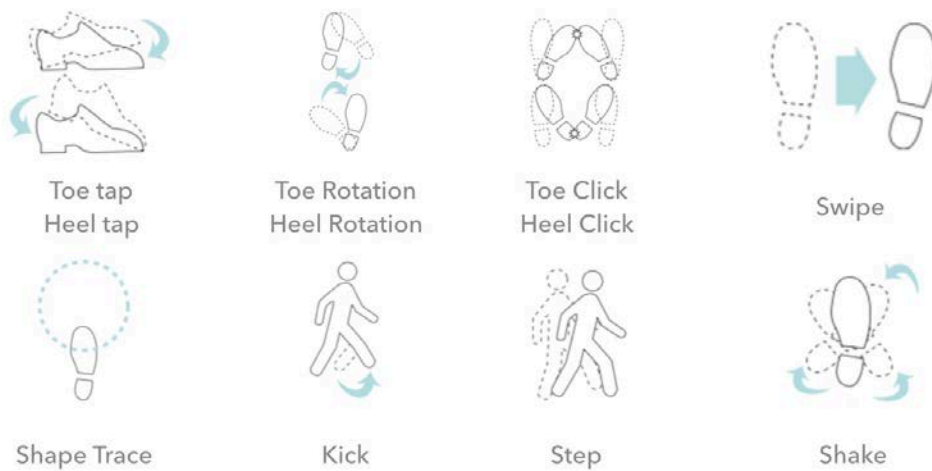 Toe tap
Heel tap
Toe Rotation
Heel Rotation
Toe Click
Heel Click
Swipe
Shape Trace
Kick
Step
Shake